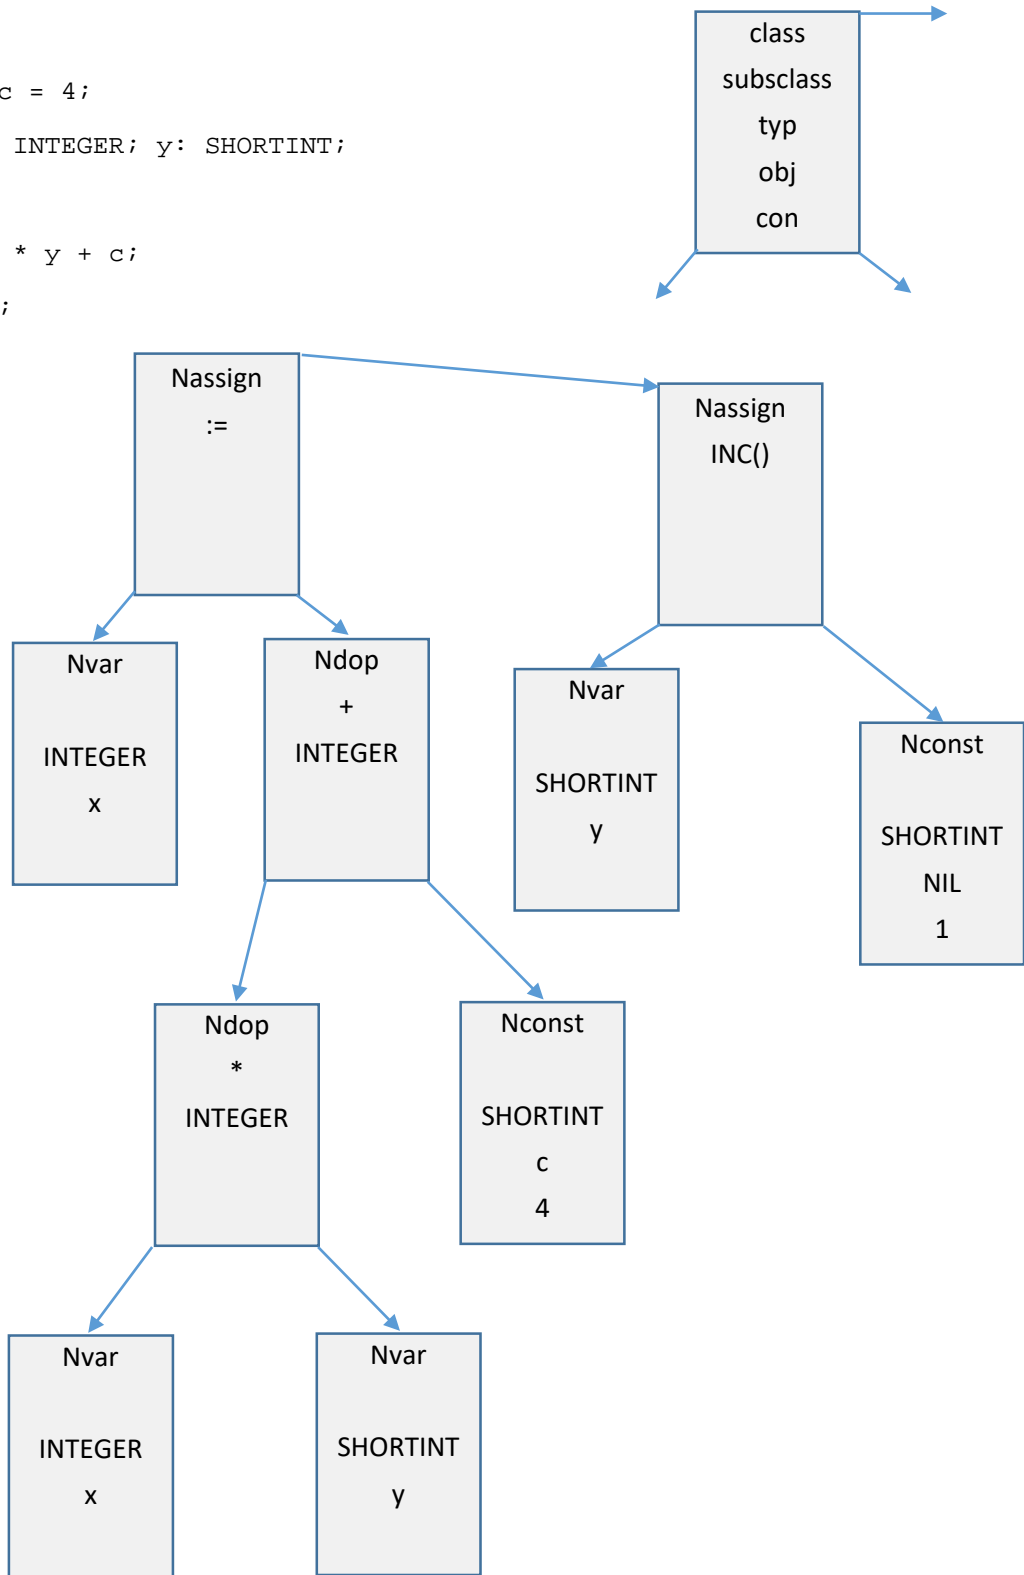 c = 4;
INTEGER; y: SHORTINT;
* y + c;
;
class
subsclass
typ
obj
con
Nassign
:=
Nassign
INC()
Nvar
INTEGER
x
Ndop
+
INTEGER
Nvar
SHORTINT
y
Nconst
SHORTINT
NIL
1
Ndop
*
INTEGER
Nconst
SHORTINT
c
4
Nvar
INTEGER
x
Nvar
SHORTINT
y